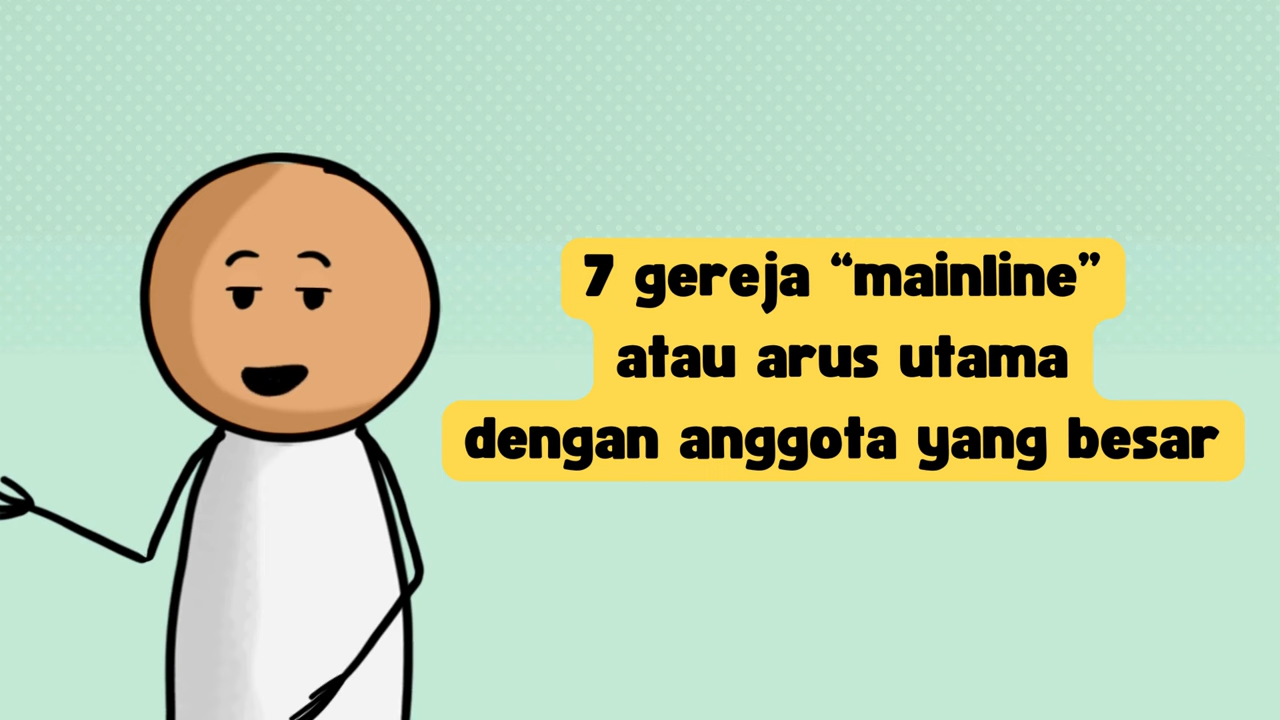 7 gereja “mainline”
atau arus utama
dengan anggota yang besar